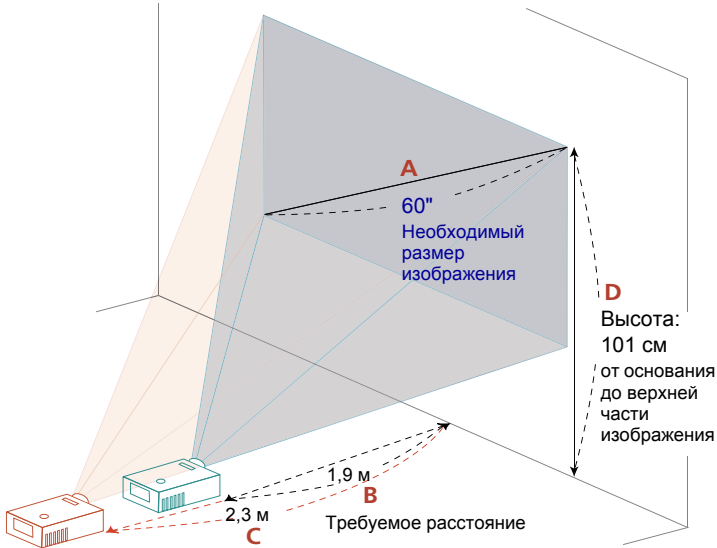 A
60"
Необходимый
размер
изображения
D
Высота:
101 см
от основания
до верхней
части
изображения
1,9 м
B
2,3 м
C
Требуемое расстояние